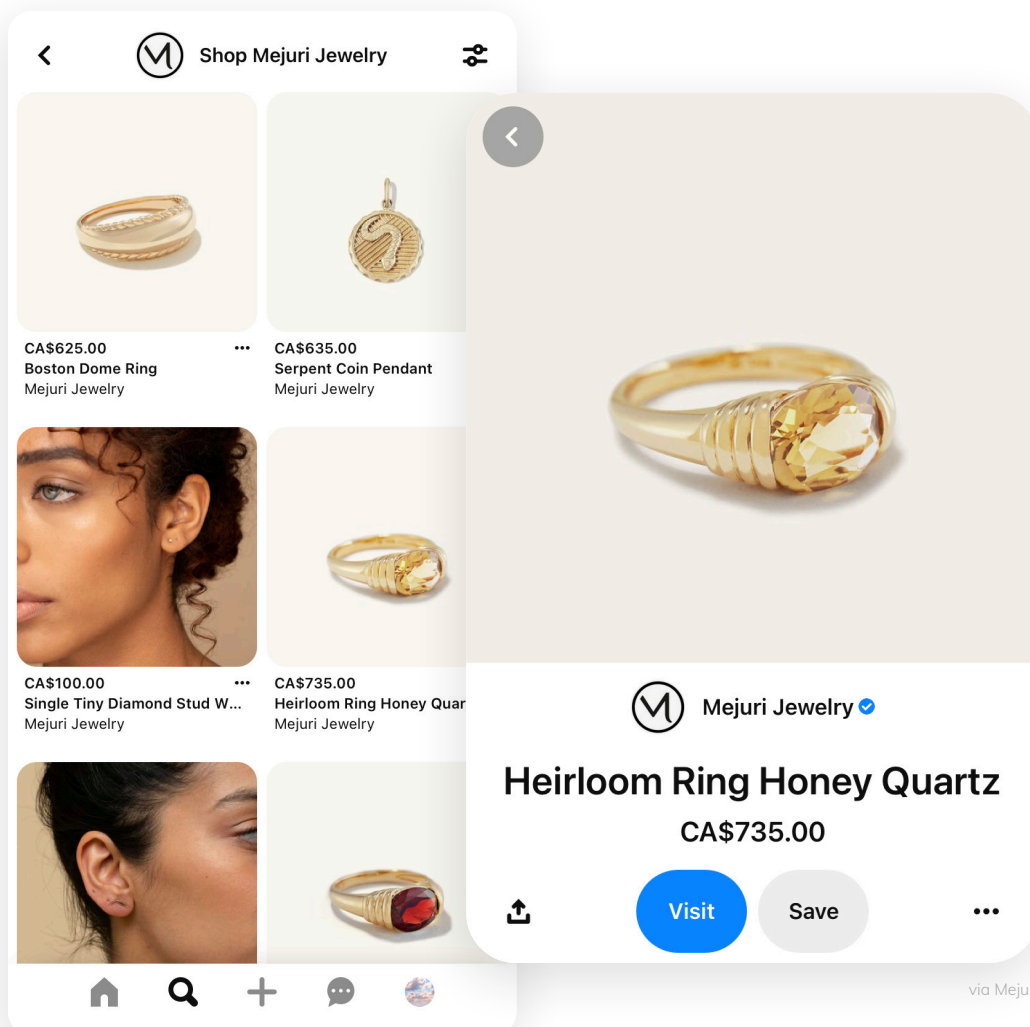 Shop Mejuri Jewelry
CA$625.00
Boston Dome Ring
Mejuri Jewelry
CA$635.00
Serpent Coin Pendant
Mejuri Jewelry
CA$100.00
Single Tiny Diamond Stud W...
Mejuri Jewelry
CA$735.00
Heirloom Ring Honey Quar
Mejuri Jewelry
Mejuri Jewelry
Heirloom Ring Honey Quartz
CA$735.00
Visit
Save
via Meju